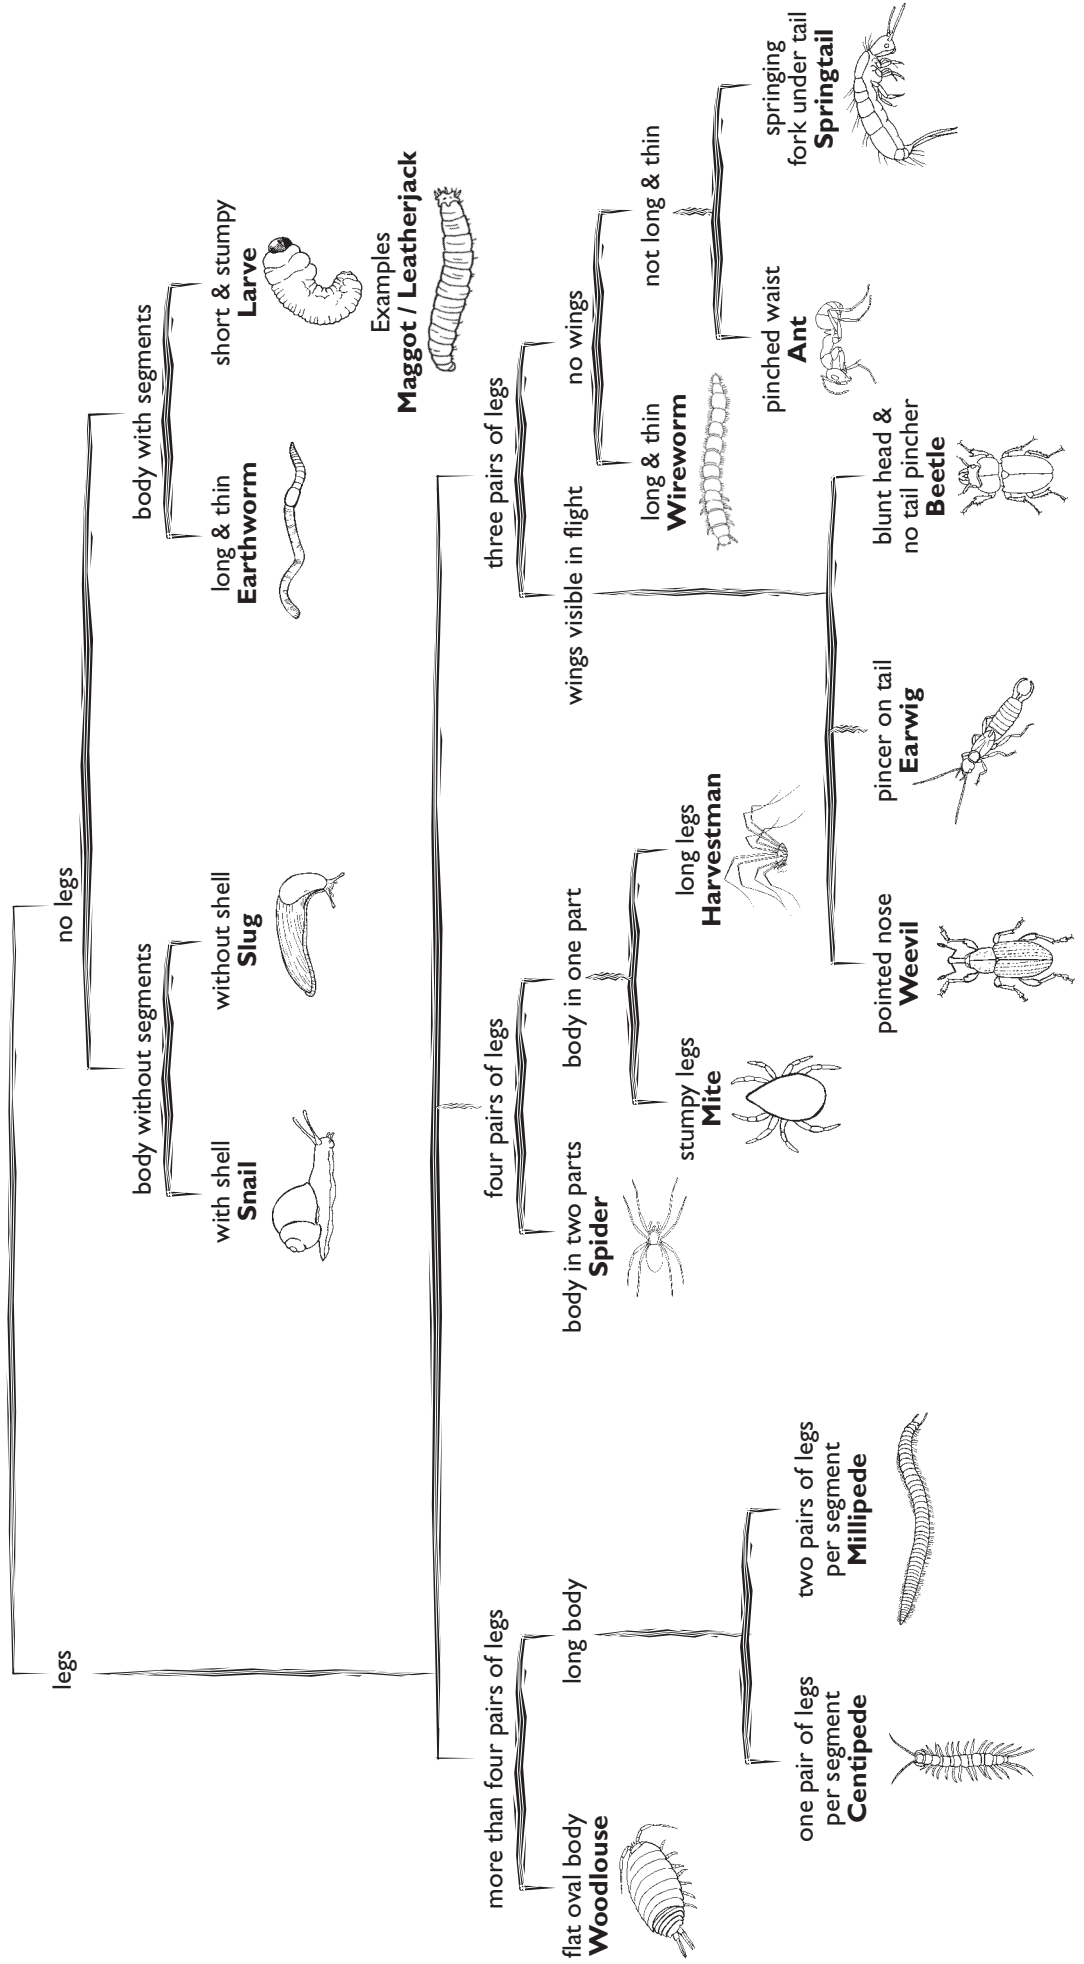 legs
no legs
body without segments
body with segments
with shell
Snail
without shell
Slug
long & thin
Earthworm
short & stumpy
Larve
Examples
Maggot / Leatherjack
more than four pairs of legs
four pairs of legs
three pairs of legs
flat oval body
Woodlouse
long body
body in two parts
Spider
body in one part
wings visible in flight
no wings
stumpy legs
Mite
long legs
Harvestman
long & thin
Wireworm
not long & thin
one pair of legs
per segment
Centipede
two pairs of legs
per segment
Millipede
pinched waist
Ant
springing
fork under tail
Springtail
pointed nose
Weevil
pincer on tail
Earwig
blunt head &
no tail pincher
Beetle